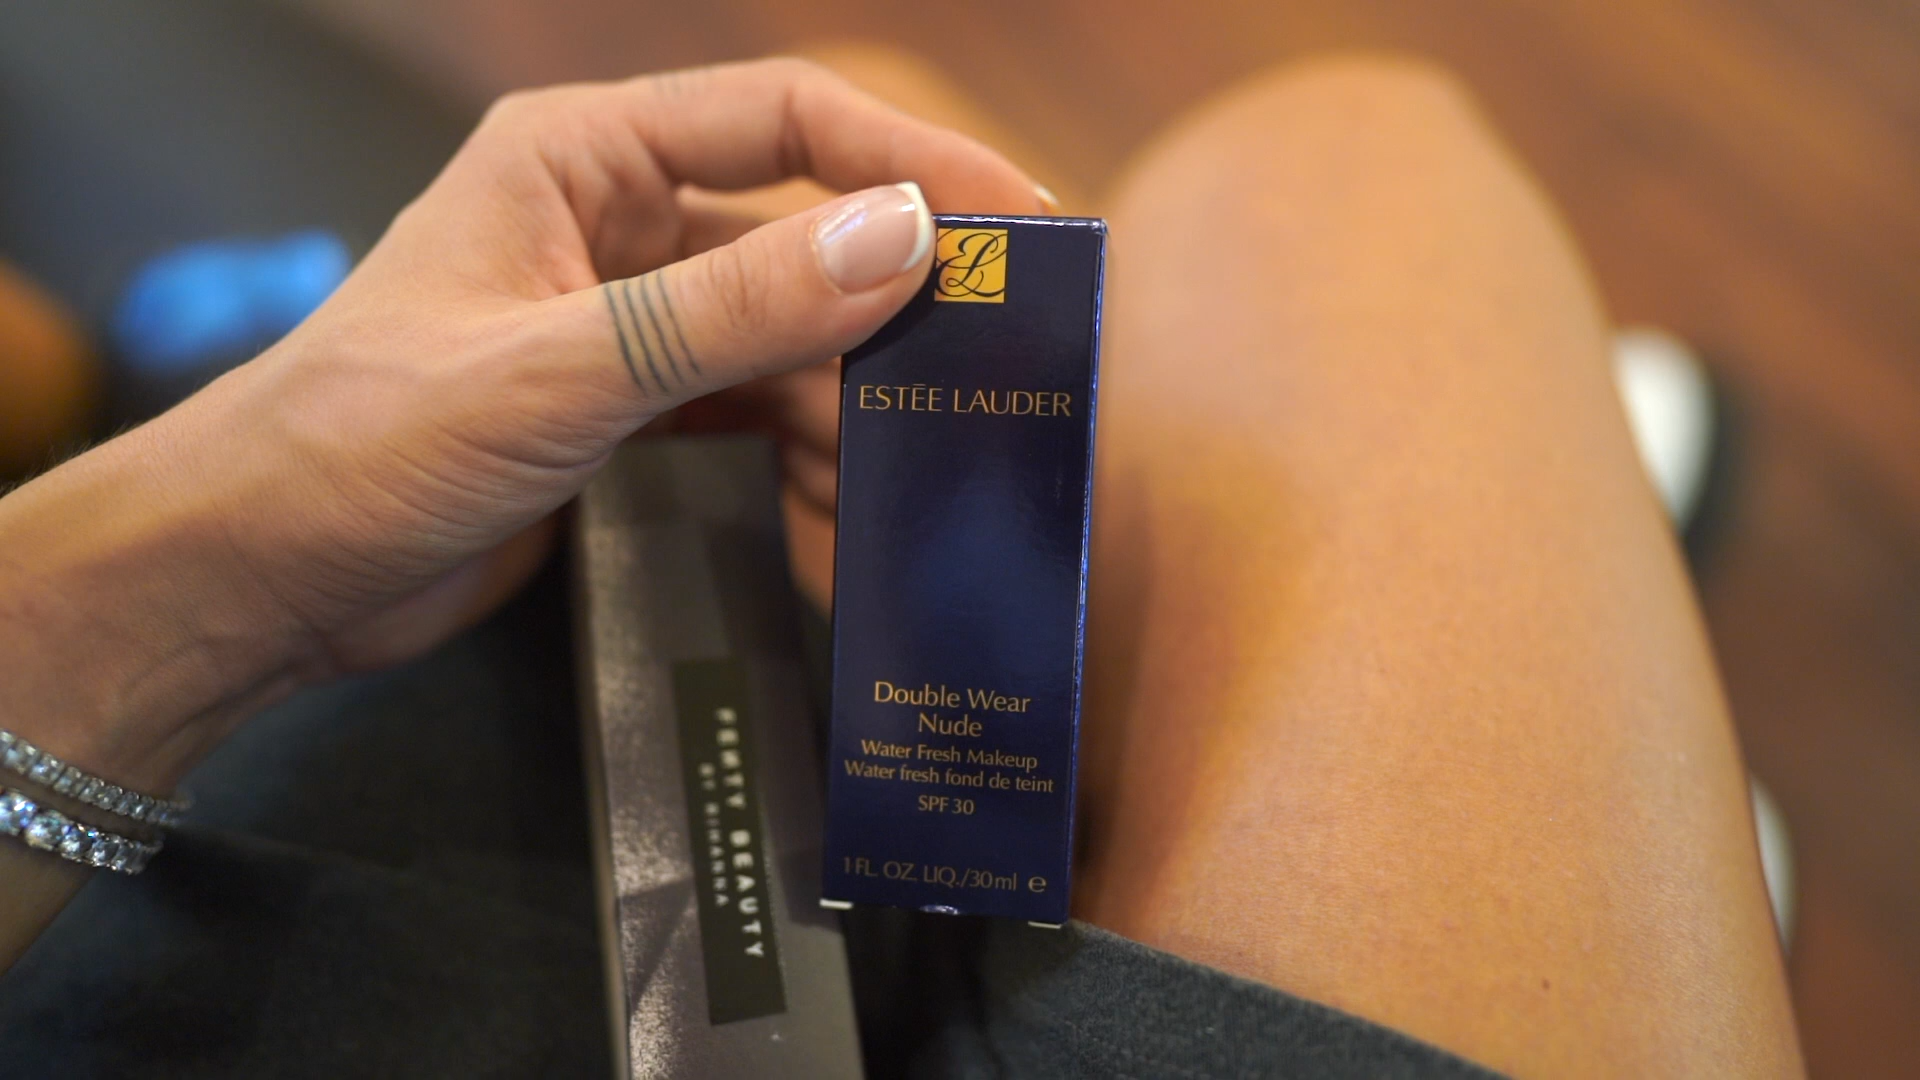 EL
ESTĒE LAUDER
Double Wear
Nude
Water Fresh Makeup
Water fresh fond de teint
SPF 30
1 FL. OZ. LIQ./30ml e
FENTY BEAUTY
BY RIHANNA